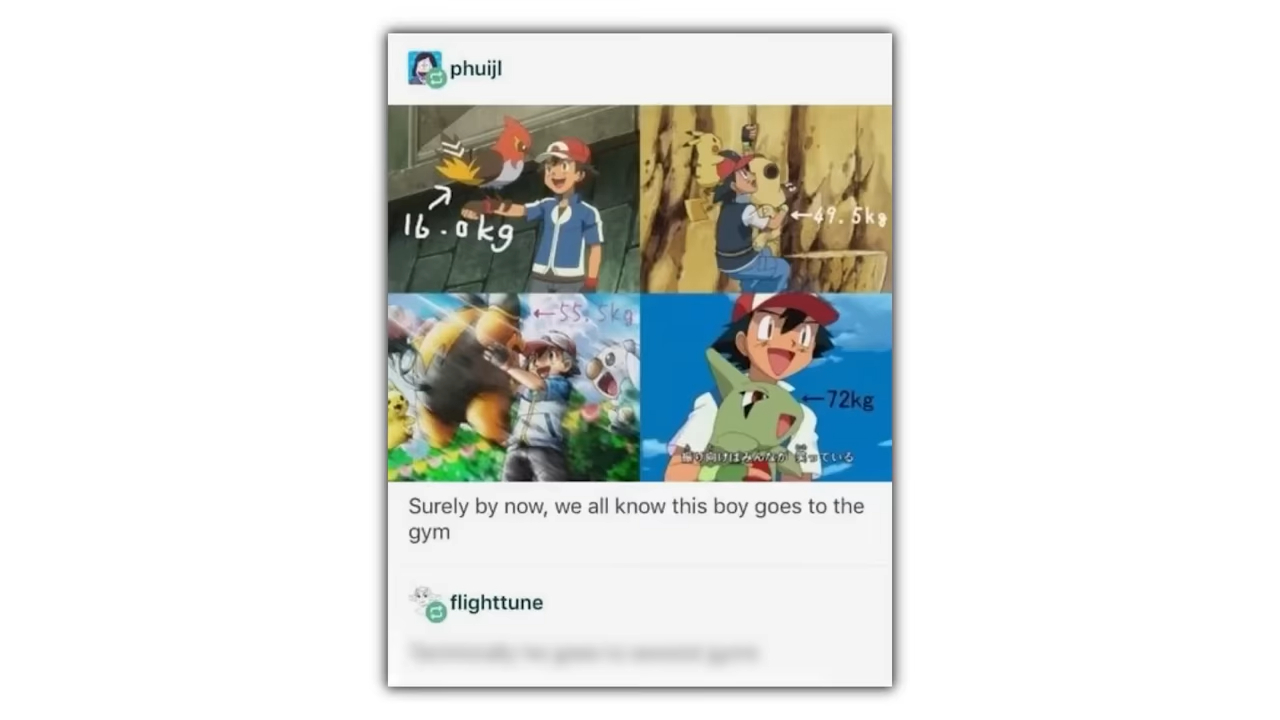 phuijl
16.0kg
←49.5kg
←55.5kg
←72kg
Surely by now, we all know this boy goes to the
gym
flighttune